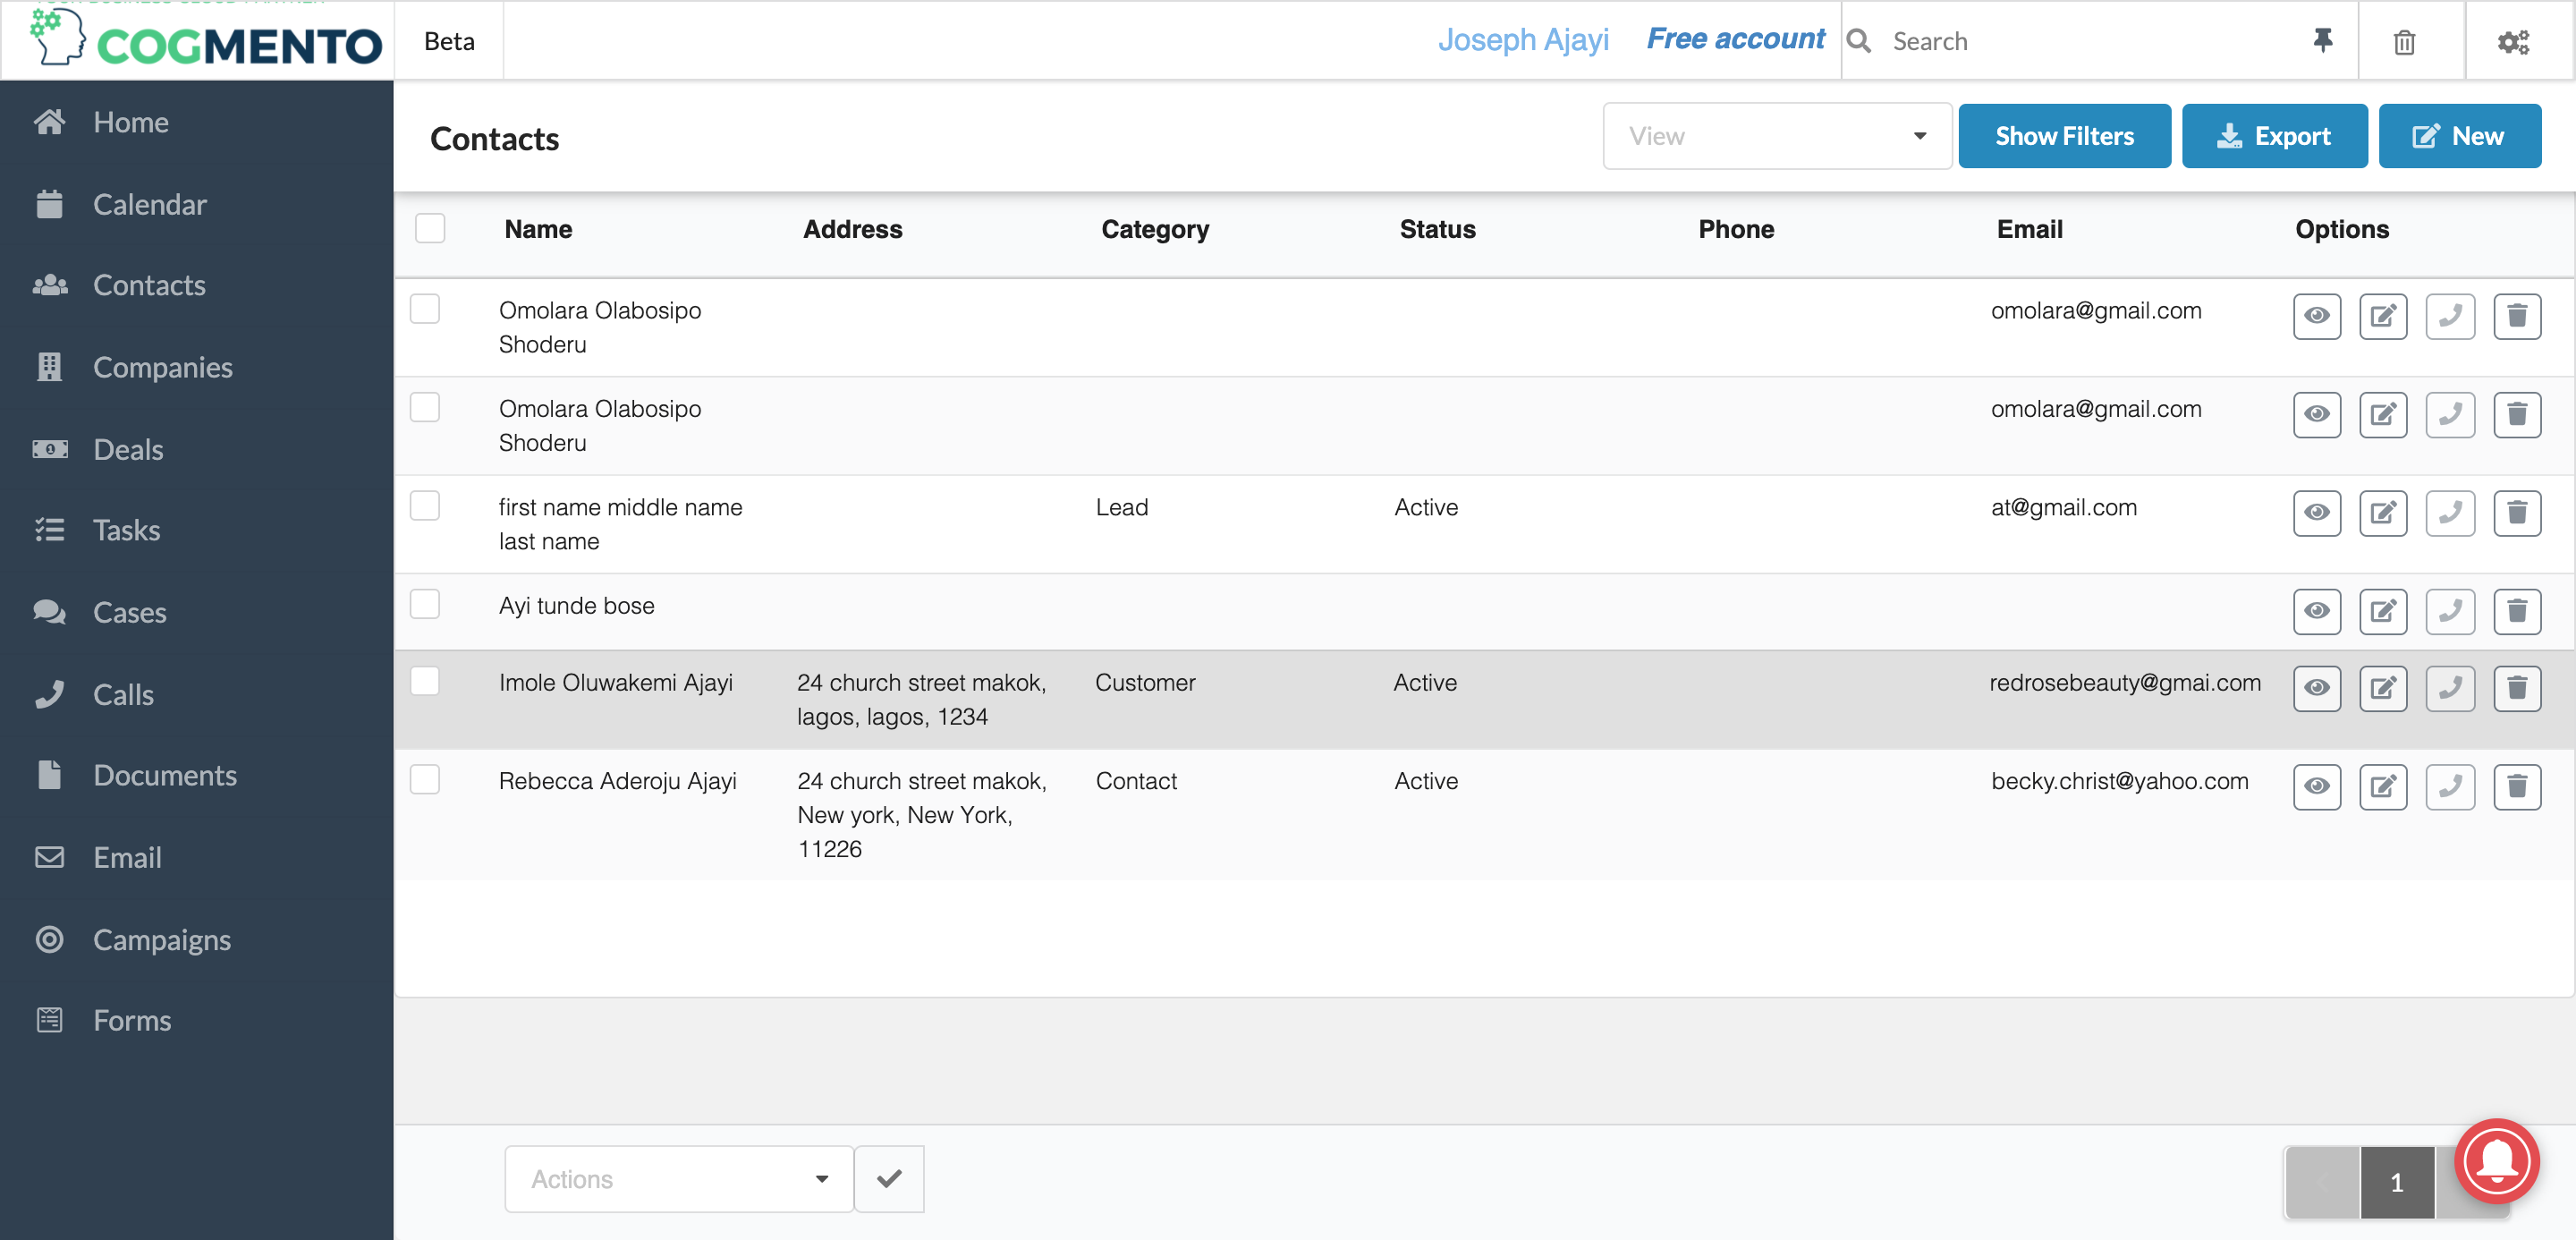 YOUR BUSINESS CLOUD PARTNER
COGMENTO
Beta
Joseph Ajayi
Free account
Search
Home
Calendar
Contacts
Companies
Deals
Tasks
Cases
Calls
Documents
Email
Campaigns
Forms
Contacts
View
Show Filters
Export
New
Name Address Category Status Phone Email Options
Omolara Olabosipo omolara@gmail.com
Shoderu
Omolara Olabosipo omolara@gmail.com
Shoderu
first name middle name Lead Active at@gmail.com
last name
Ayi tunde bose
Imole Oluwakemi Ajayi 24 church street makok, Customer Active redrosebeauty@gmai.com
lagos, lagos, 1234
Rebecca Aderoju Ajayi 24 church street makok, Contact Active becky.christ@yahoo.com
New york, New York,
11226
Actions
1